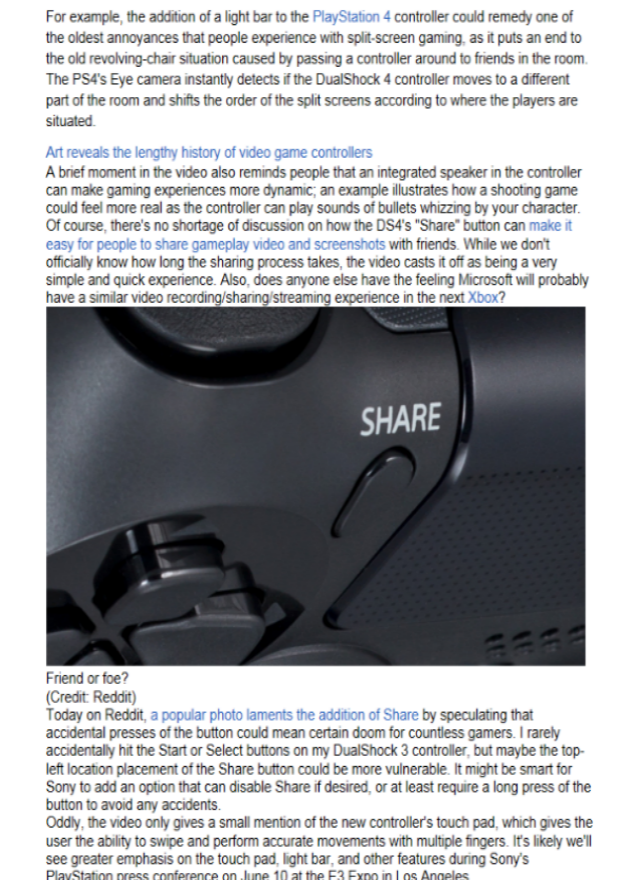 For example, the addition of a light bar to the PlayStation 4 controller could remedy one of
the oldest annoyances that people experience with split-screen gaming, as it puts an end to
the old revolving-chair situation caused by passing a controller around to friends in the room.
The PS4's Eye camera instantly detects if the DualShock 4 controller moves to a different
part of the room and shifts the order of the split screens according to where the players are
situated.
Art reveals the lengthy history of video game controllers
A brief moment in the video also reminds people that an integrated speaker in the controller
can make gaming experiences more dynamic; an example illustrates how a shooting game
could feel more real as the controller can play sounds of bullets whizzing by your character.
Of course, there's no shortage of discussion on how the DS4's "Share" button can make it
easy for people to share gameplay video and screenshots with friends. While we don't
officially know how long the sharing process takes, the video casts it off as being a very
simple and quick experience. Also, does anyone else have the feeling Microsoft will probably
have a similar video recording/sharing/streaming experience in the next Xbox?
SHARE
Friend or foe?
(Credit: Reddit)
Today on Reddit, a popular photo laments the addition of Share by speculating that
accidental presses of the button could mean certain doom for countless gamers. I rarely
accidentally hit the Start or Select buttons on my DualShock 3 controller, but maybe the top-
left location placement of the Share button could be more vulnerable. It might be smart for
Sony to add an option that can disable Share if desired, or at least require a long press of the
button to avoid any accidents.
Oddly, the video only gives a small mention of the new controller's touch pad, which gives the
user the ability to swipe and perform accurate movements with multiple fingers. It's likely we'll
see greater emphasis on the touch pad, light bar, and other features during Sony's
PlayStation press conference on June 10 at the E3 Expo in Los Angeles